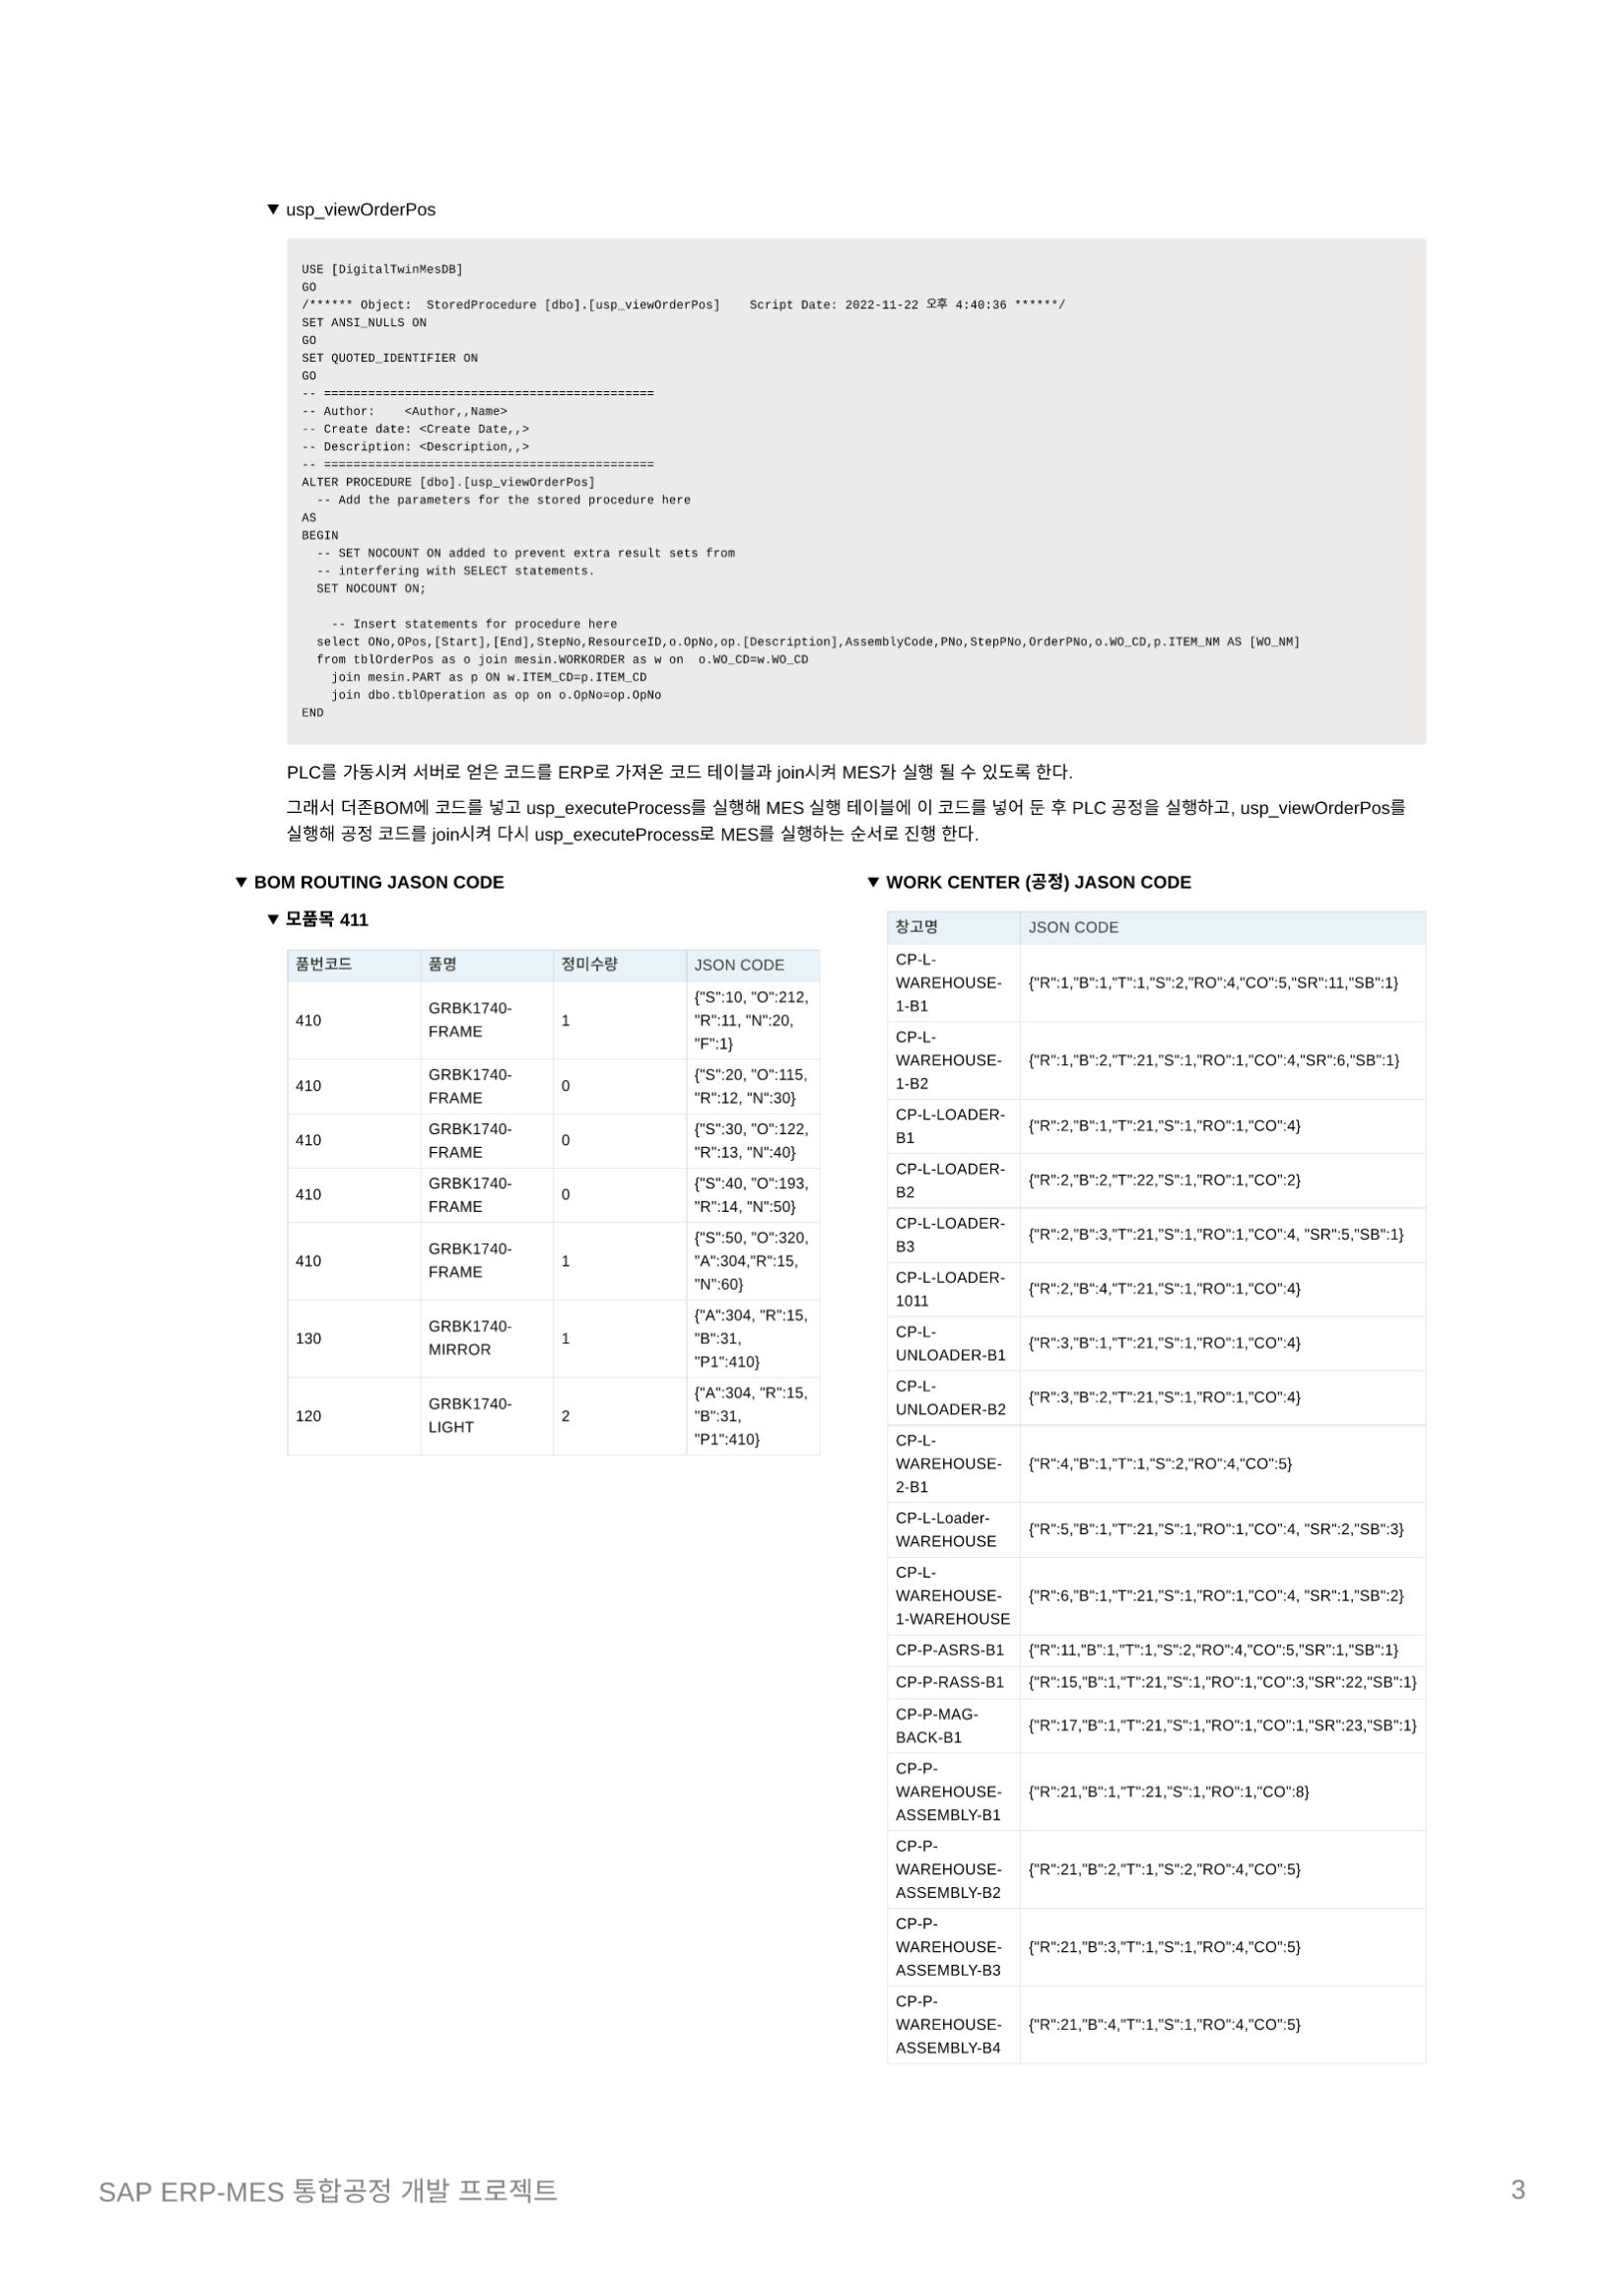 ▼ usp_viewOrderPos
USE [DigitalTwinMesDB]
GO
/****** Object:  StoredProcedure [dbo].[usp_viewOrderPos]    Script Date: 2022-11-22 오후 4:40:36 ******/
SET ANSI_NULLS ON
GO
SET QUOTED_IDENTIFIER ON
GO
-- =============================================
-- Author:    <Author,,Name>
-- Create date: <Create Date,,>
-- Description: <Description,,>
-- =============================================
ALTER PROCEDURE [dbo].[usp_viewOrderPos]
  -- Add the parameters for the stored procedure here
AS
BEGIN
  -- SET NOCOUNT ON added to prevent extra result sets from
  -- interfering with SELECT statements.
  SET NOCOUNT ON;
    -- Insert statements for procedure here
  select ONo,OPos,[Start],[End],StepNo,ResourceID,o.OpNo,op.[Description],AssemblyCode,PNo,StepPNo,OrderPNo,o.WO_CD,p.ITEM_NM AS [WO_NM]
  from tblOrderPos as o join mesin.WORKORDER as w on  o.WO_CD=w.WO_CD
    join mesin.PART as p ON w.ITEM_CD=p.ITEM_CD
    join dbo.tblOperation as op on o.OpNo=op.OpNo
END
PLC를 가동시켜 서버로 얻은 코드를 ERP로 가져온 코드 테이블과 join시켜 MES가 실행 될 수 있도록 한다.
그래서 더존BOM에 코드를 넣고 usp_executeProcess를 실행해 MES 실행 테이블에 이 코드를 넣어 둔 후 PLC 공정을 실행하고, usp_viewOrderPos를
실행해 공정 코드를 join시켜 다시 usp_executeProcess로 MES를 실행하는 순서로 진행 한다.
▼ BOM ROUTING JASON CODE
▼ 모품목 411
품번코드 품명 정미수량 JSON CODE
410 GRBK1740- 1 {"S":10, "O":212,
FRAME "R":11, "N":20,
"F":1}
410 GRBK1740- 0 {"S":20, "O":115,
FRAME "R":12, "N":30}
410 GRBK1740- 0 {"S":30, "O":122,
FRAME "R":13, "N":40}
410 GRBK1740- 0 {"S":40, "O":193,
FRAME "R":14, "N":50}
410 GRBK1740- 1 {"S":50, "O":320,
FRAME "A":304,"R":15,
"N":60}
130 GRBK1740- 1 {"A":304, "R":15,
MIRROR "B":31,
"P1":410}
120 GRBK1740- 2 {"A":304, "R":15,
LIGHT "B":31,
"P1":410}
▼ WORK CENTER (공정) JASON CODE
창고명 JSON CODE
CP-L-
WAREHOUSE- {"R":1,"B":1,"T":1,"S":2,"RO":4,"CO":5,"SR":11,"SB":1}
1-B1
CP-L-
WAREHOUSE- {"R":1,"B":2,"T":21,"S":1,"RO":1,"CO":4,"SR":6,"SB":1}
1-B2
CP-L-LOADER- {"R":2,"B":1,"T":21,"S":1,"RO":1,"CO":4}
B1
CP-L-LOADER- {"R":2,"B":2,"T":22,"S":1,"RO":1,"CO":2}
B2
CP-L-LOADER- {"R":2,"B":3,"T":21,"S":1,"RO":1,"CO":4, "SR":5,"SB":1}
B3
CP-L-LOADER- {"R":2,"B":4,"T":21,"S":1,"RO":1,"CO":4}
1011
CP-L- {"R":3,"B":1,"T":21,"S":1,"RO":1,"CO":4}
UNLOADER-B1
CP-L- {"R":3,"B":2,"T":21,"S":1,"RO":1,"CO":4}
UNLOADER-B2
CP-L-
WAREHOUSE- {"R":4,"B":1,"T":1,"S":2,"RO":4,"CO":5}
2-B1
CP-L-Loader- {"R":5,"B":1,"T":21,"S":1,"RO":1,"CO":4, "SR":2,"SB":3}
WAREHOUSE
CP-L-
WAREHOUSE- {"R":6,"B":1,"T":21,"S":1,"RO":1,"CO":4, "SR":1,"SB":2}
1-WAREHOUSE
CP-P-ASRS-B1 {"R":11,"B":1,"T":1,"S":2,"RO":4,"CO":5,"SR":1,"SB":1}
CP-P-RASS-B1 {"R":15,"B":1,"T":21,"S":1,"RO":1,"CO":3,"SR":22,"SB":1}
CP-P-MAG- {"R":17,"B":1,"T":21,"S":1,"RO":1,"CO":1,"SR":23,"SB":1}
BACK-B1
CP-P-
WAREHOUSE- {"R":21,"B":1,"T":21,"S":1,"RO":1,"CO":8}
ASSEMBLY-B1
CP-P-
WAREHOUSE- {"R":21,"B":2,"T":1,"S":2,"RO":4,"CO":5}
ASSEMBLY-B2
CP-P-
WAREHOUSE- {"R":21,"B":3,"T":1,"S":1,"RO":4,"CO":5}
ASSEMBLY-B3
CP-P-
WAREHOUSE- {"R":21,"B":4,"T":1,"S":1,"RO":4,"CO":5}
ASSEMBLY-B4
SAP ERP-MES 통합공정 개발 프로젝트 3